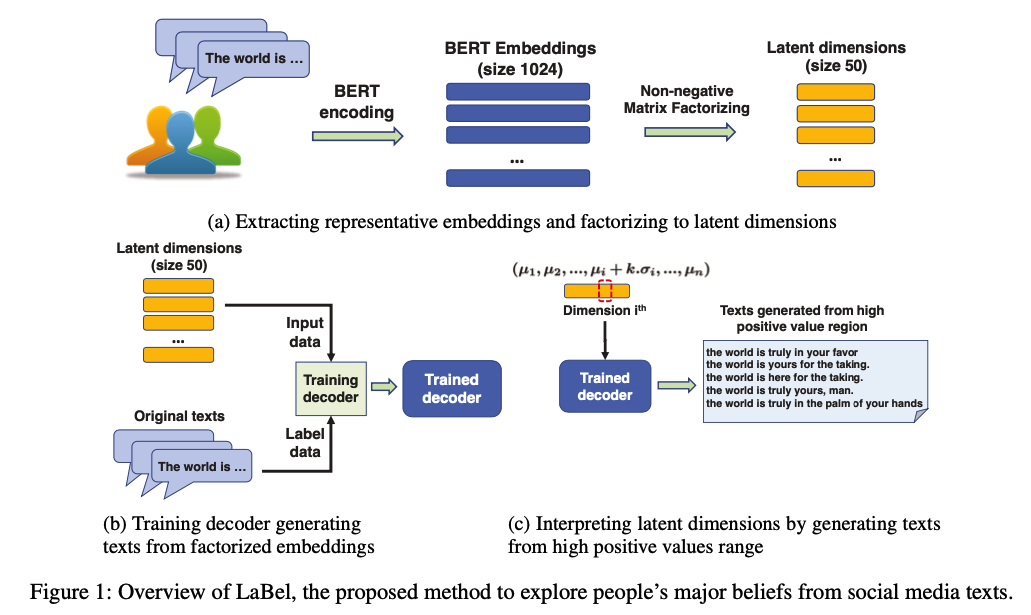 The world is ...
BERT
encoding
BERT Embeddings
(size 1024)
...
Non-negative
Matrix Factorizing
Latent dimensions
(size 50)
...
(a) Extracting representative embeddings and factorizing to latent dimensions
Latent dimensions
(size 50)
...
Input
data
Training
decoder
Trained
decoder
Original texts
The world is ...
Label
data
(b) Training decoder generating
texts from factorized embeddings
(μ₁, μ₂, ..., μᵢ + k.σᵢ, ..., μₙ)
Dimension iᵗʰ
Trained
decoder
Texts generated from high
positive value region
the world is truly in your favor
the world is yours for the taking.
the world is here for the taking.
the world is truly yours, man.
the world is truly in the palm of your hands
(c) Interpreting latent dimensions by generating texts
from high positive values range
Figure 1: Overview of LaBel, the proposed method to explore people's major beliefs from social media texts.